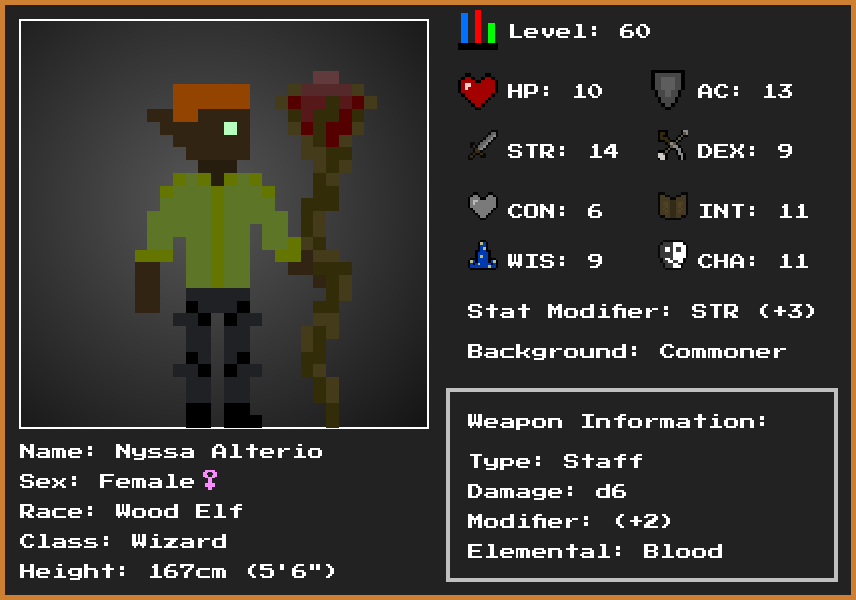 Level: 60
HP: 10
AC: 13
STR: 14
DEX: 9
CON: 6
INT: 11
WIS: 9
CHA: 11
Stat Modifier: STR (+3)
Background: Commoner
Weapon Information:
Type: Staff
Damage: d6
Modifier: (+2)
Elemental: Blood
Name: Nyssa Alterio
Sex: Female♀
Race: Wood Elf
Class: Wizard
Height: 167cm (5'6")